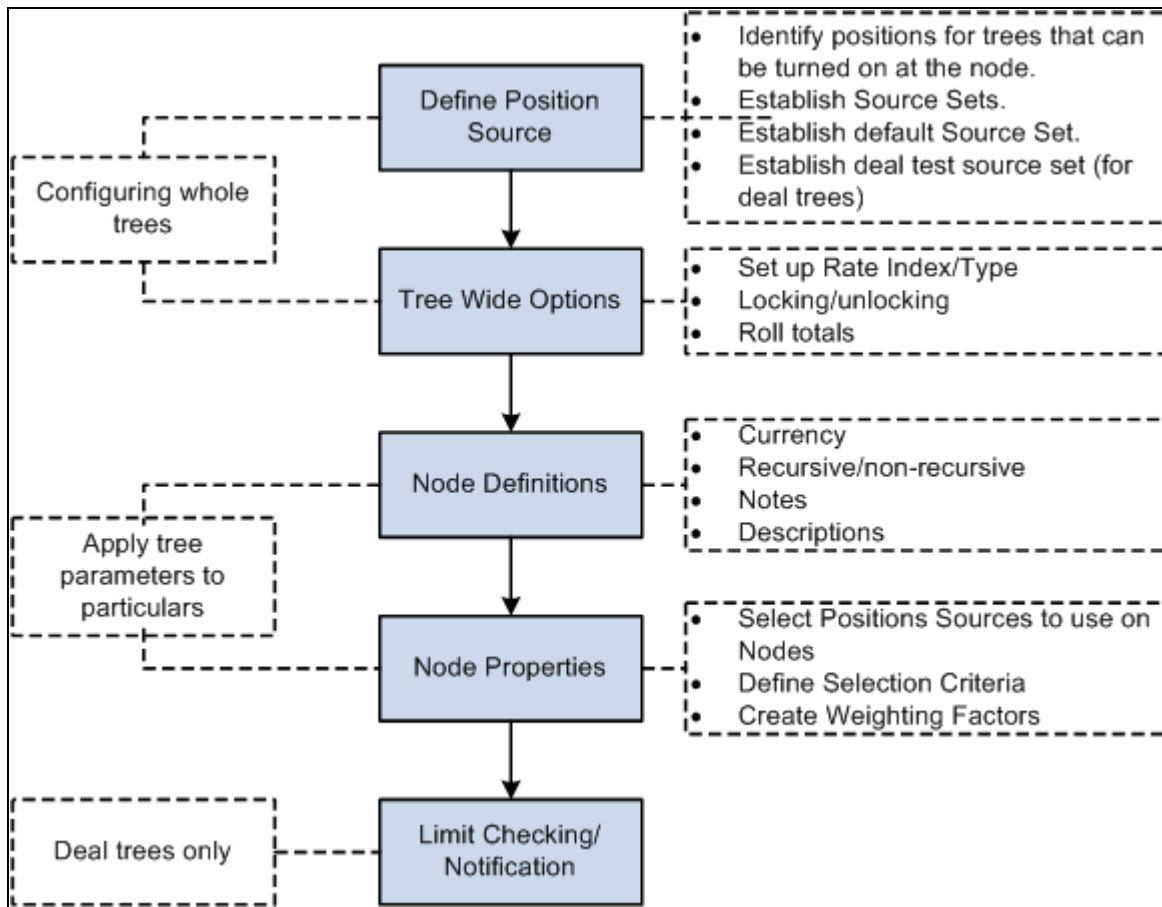 Define Position
Source
• Identify positions for trees that can
be turned on at the node.
• Establish Source Sets.
• Establish default Source Set.
• Establish deal test source set (for
deal trees)
Configuring whole
trees
Tree Wide Options
• Set up Rate Index/Type
• Locking/unlocking
• Roll totals
Node Definitions
• Currency
• Recursive/non-recursive
• Notes
• Descriptions
Apply tree
parameters to
particulars
Node Properties
• Select Positions Sources to use on
Nodes
• Define Selection Criteria
• Create Weighting Factors
Deal trees only
Limit Checking/
Notification